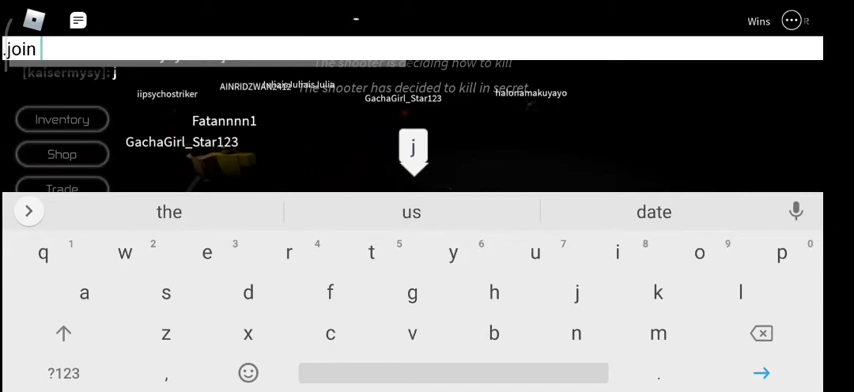 Wins
.join
The shooter is deciding how to kill
[kaisermysy]: j
The shooter has decided to kill in secret
iipsychostriker
GachaGirl_Star123
halonamakuyayo
Inventory
Fatannnn1
GachaGirl_Star123
j
Shop
Trade
the us date
q 1 w 2 e 3 r 4 t 5 y 6 u 7 i 8 o 9 p 0
a s d f g h j k l
z x c v b n m
?123 , .